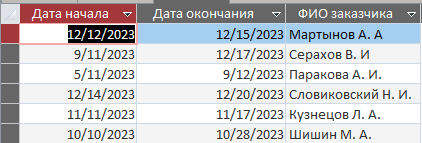 Дата начала Дата окончания ФИО заказчика
12/12/2023 12/15/2023 Мартынов А. А
9/11/2023 12/17/2023 Серахов В. И
5/11/2023 9/12/2023 Паракова А. И.
12/14/2023 12/20/2023 Словиковский Н. И.
11/11/2023 11/17/2023 Кузнецов Л. А.
10/10/2023 10/28/2023 Шишин М. А.